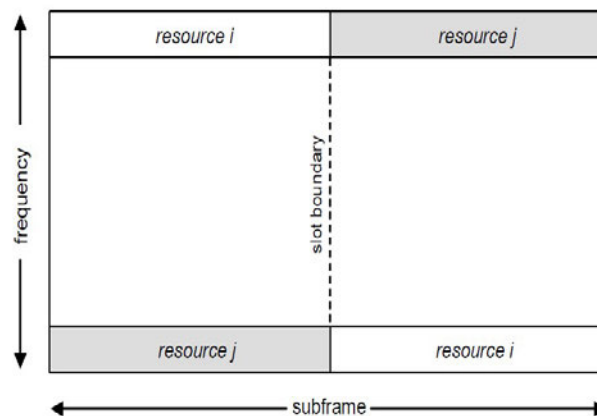 resource i
resource j
frequency
slot boundary
resource j
resource i
subframe